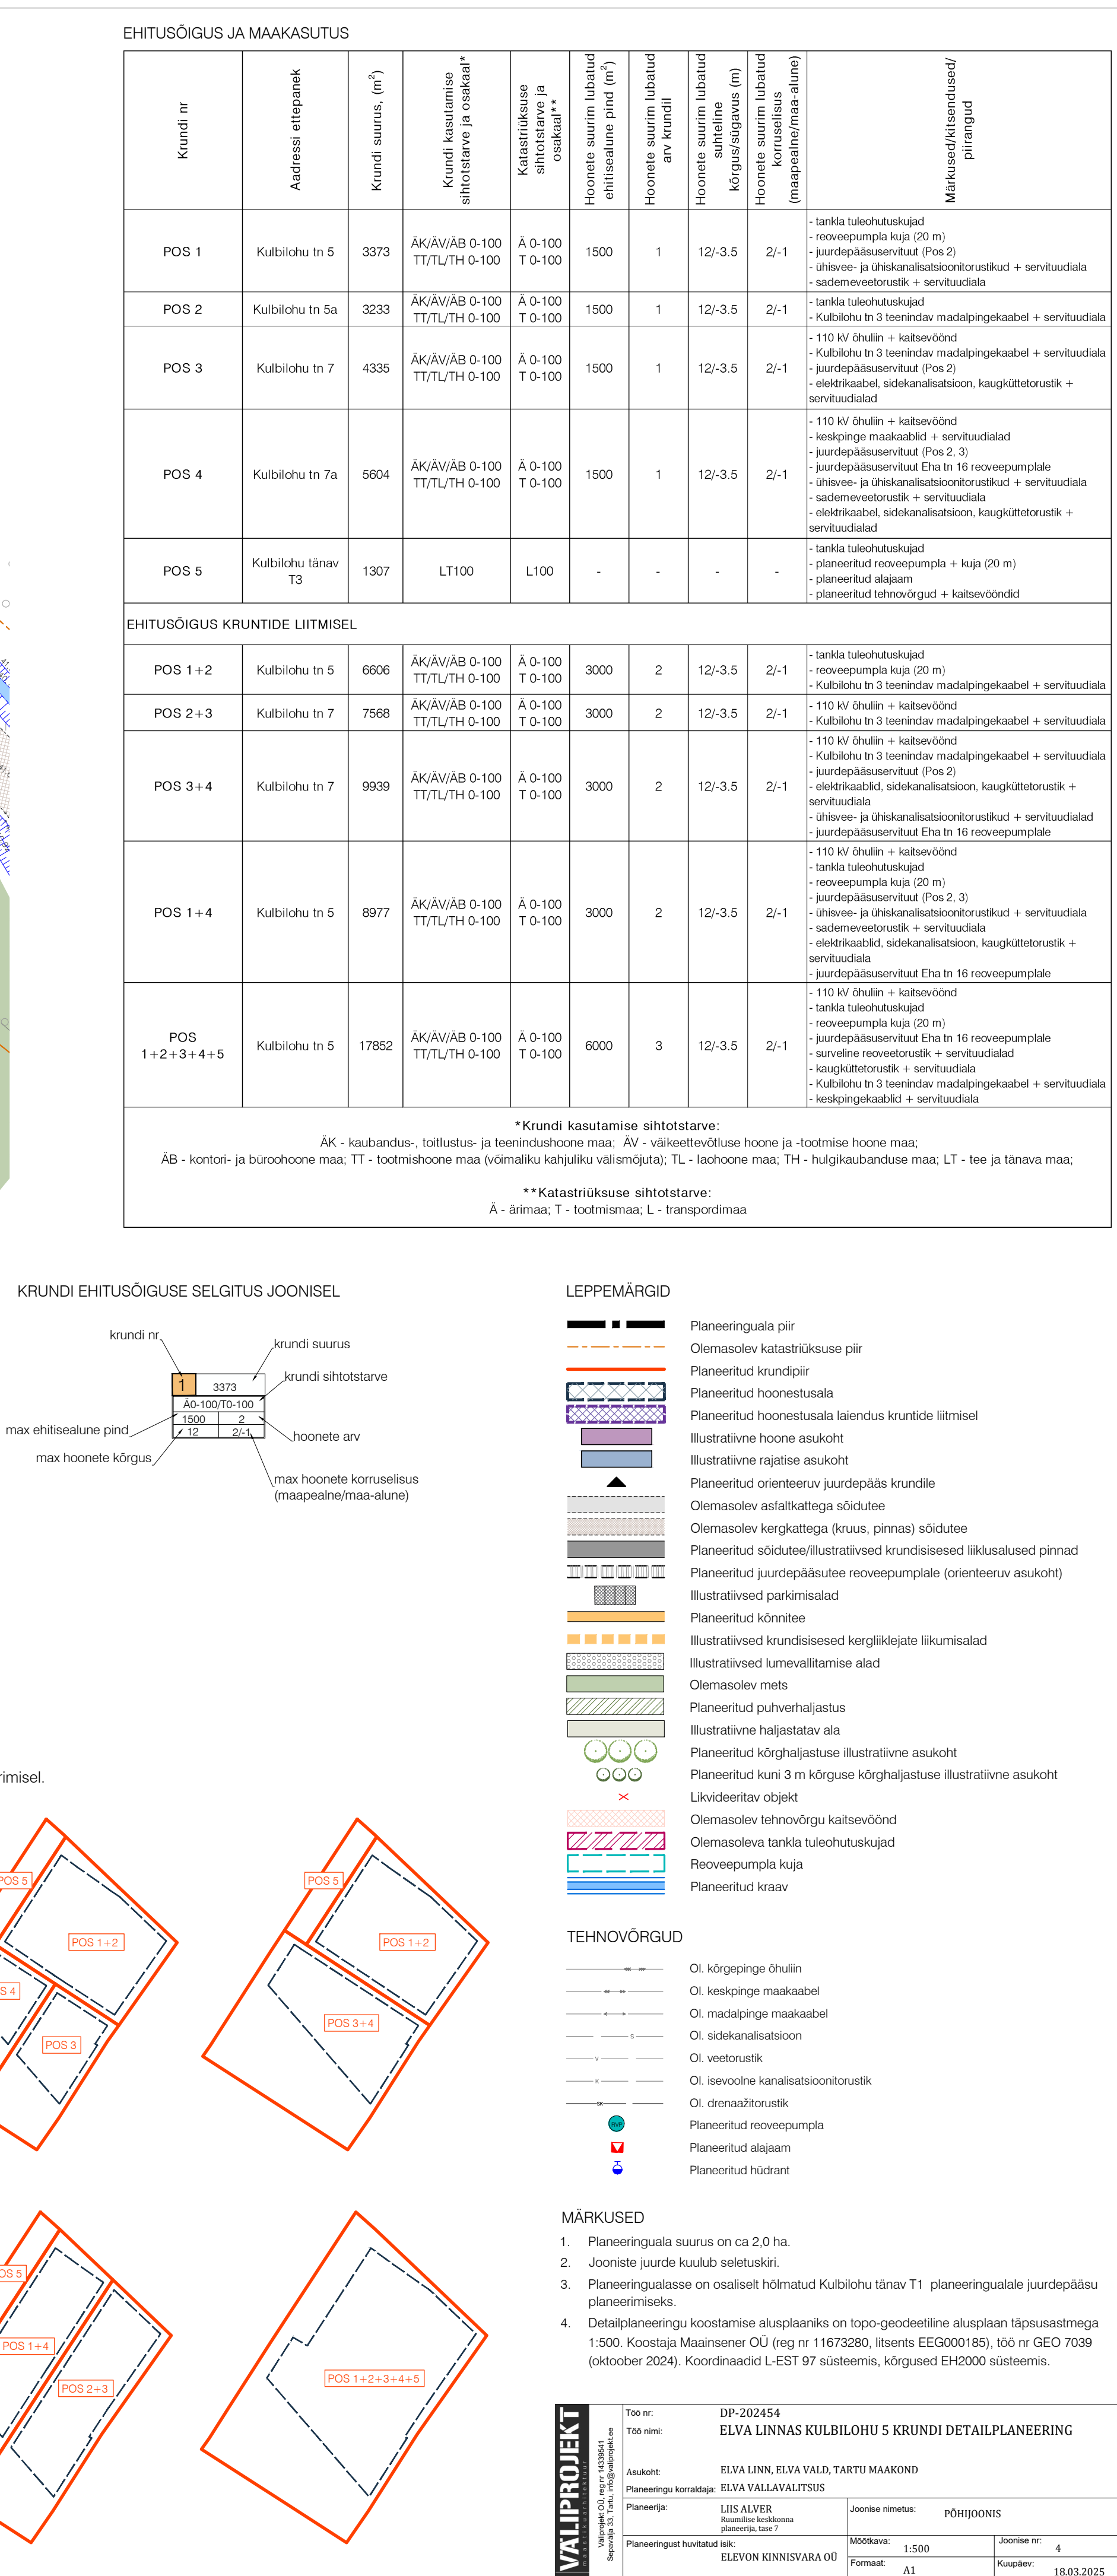 EHITUSÕIGUS JA MAAKASUTUS
Krundi nr
Aadressi ettepanek
Krundi suurus, (m²)
Krundi kasutamise
sihtotstarve ja osakaal*
Katastriüksuse
sihtotstarve ja
osakaal**
Hoonete suurim lubatud
ehitisealune pind (m²)
Hoonete suurim lubatud
arv krundil
Hoonete suurim lubatud
suhteline
kõrgus/sügavus (m)
Hoonete suurim lubatud
korruselisus
(maapealne/maa-alune)
Märkused/kitsendused/
piirangud
POS 1
Kulbilohu tn 5
3373
ÄK/ÄV/ÄB 0-100
TT/TL/TH 0-100
Ä 0-100
T 0-100
1500
1
12/-3.5
2/-1
- tankla tuleohutuskujad
- reoveepumpla kuja (20 m)
- juurdepääsuservituut (Pos 2)
- ühisvee- ja ühiskanalisatsioonitorustikud + servituudiala
- sademeveetorustik + servituudiala
POS 2
Kulbilohu tn 5a
3233
ÄK/ÄV/ÄB 0-100
TT/TL/TH 0-100
Ä 0-100
T 0-100
1500
1
12/-3.5
2/-1
- tankla tuleohutuskujad
- Kulbilohu tn 3 teenindav madalpingekaabel + servituudiala
POS 3
Kulbilohu tn 7
4335
ÄK/ÄV/ÄB 0-100
TT/TL/TH 0-100
Ä 0-100
T 0-100
1500
1
12/-3.5
2/-1
- 110 kV õhuliin + kaitsevöönd
- Kulbilohu tn 3 teenindav madalpingekaabel + servituudiala
- juurdepääsuservituut (Pos 2)
- elektrikaabel, sidekanalisatsioon, kaugküttetorustik +
servituudialad
POS 4
Kulbilohu tn 7a
5604
ÄK/ÄV/ÄB 0-100
TT/TL/TH 0-100
Ä 0-100
T 0-100
1500
1
12/-3.5
2/-1
- 110 kV õhuliin + kaitsevöönd
- keskpinge maakaablid + servituudialad
- juurdepääsuservituut (Pos 2, 3)
- juurdepääsuservituut Eha tn 16 reoveepumplale
- ühisvee- ja ühiskanalisatsioonitorustikud + servituudiala
- sademeveetorustik + servituudiala
- elektrikaabel, sidekanalisatsioon, kaugküttetorustik +
servituudialad
POS 5
Kulbilohu tänav
T3
1307
LT100
L100
-
-
-
-
- tankla tuleohutuskujad
- planeeritud reoveepumpla + kuja (20 m)
- planeeritud alajaam
- planeeritud tehnovõrgud + kaitsevööndid
EHITUSÕIGUS KRUNTIDE LIITMISEL
POS 1+2
Kulbilohu tn 5
6606
ÄK/ÄV/ÄB 0-100
TT/TL/TH 0-100
Ä 0-100
T 0-100
3000
2
12/-3.5
2/-1
- tankla tuleohutuskujad
- reoveepumpla kuja (20 m)
- Kulbilohu tn 3 teenindav madalpingekaabel + servituudiala
POS 2+3
Kulbilohu tn 7
7568
ÄK/ÄV/ÄB 0-100
TT/TL/TH 0-100
Ä 0-100
T 0-100
3000
2
12/-3.5
2/-1
- 110 kV õhuliin + kaitsevöönd
- Kulbilohu tn 3 teenindav madalpingekaabel + servituudiala
POS 3+4
Kulbilohu tn 7
9939
ÄK/ÄV/ÄB 0-100
TT/TL/TH 0-100
Ä 0-100
T 0-100
3000
2
12/-3.5
2/-1
- 110 kV õhuliin + kaitsevöönd
- Kulbilohu tn 3 teenindav madalpingekaabel + servituudiala
- juurdepääsuservituut (Pos 2)
- elektrikaablid, sidekanalisatsioon, kaugküttetorustik +
servituudiala
- ühisvee- ja ühiskanalisatsioonitorustikud + servituudialad
- juurdepääsuservituut Eha tn 16 reoveepumplale
POS 1+4
Kulbilohu tn 5
8977
ÄK/ÄV/ÄB 0-100
TT/TL/TH 0-100
Ä 0-100
T 0-100
3000
2
12/-3.5
2/-1
- 110 kV õhuliin + kaitsevöönd
- tankla tuleohutuskujad
- reoveepumpla kuja (20 m)
- juurdepääsuservituut (Pos 2, 3)
- ühisvee- ja ühiskanalisatsioonitorustikud + servituudiala
- sademeveetorustik + servituudiala
- elektrikaablid, sidekanalisatsioon, kaugküttetorustik +
servituudiala
- juurdepääsuservituut Eha tn 16 reoveepumplale
POS
1+2+3+4+5
Kulbilohu tn 5
17852
ÄK/ÄV/ÄB 0-100
TT/TL/TH 0-100
Ä 0-100
T 0-100
6000
3
12/-3.5
2/-1
- 110 kV õhuliin + kaitsevöönd
- tankla tuleohutuskujad
- reoveepumpla kuja (20 m)
- juurdepääsuservituut Eha tn 16 reoveepumplale
- surveline reoveetorustik + servituudialad
- kaugküttetorustik + servituudiala
- Kulbilohu tn 3 teenindav madalpingekaabel + servituudiala
- keskpingekaablid + servituudiala
*Krundi kasutamise sihtotstarve:
ÄK - kaubandus-, toitlustus- ja teenindushoone maa; ÄV - väikeettevõtluse hoone ja -tootmise hoone maa;
ÄB - kontori- ja büroohoone maa; TT - tootmishoone maa (võimaliku kahjuliku välismõjuta); TL - laohoone maa; TH - hulgikaubanduse maa; LT - tee ja tänava maa;
**Katastriüksuse sihtotstarve:
Ä - ärimaa; T - tootmismaa; L - transpordimaa
KRUNDI EHITUSÕIGUSE SELGITUS JOONISEL
krundi nr
krundi suurus
krundi sihtotstarve
1
3373
Ä0-100/T0-100
1500
2
12
2/-1
max ehitisealune pind
hoonete arv
max hoonete kõrgus
max hoonete korruselisus
(maapealne/maa-alune)
LEPPEMÄRGID
Planeeringuala piir
Olemasolev katastriüksuse piir
Planeeritud krundipiir
Planeeritud hoonestusala
Planeeritud hoonestusala laiendus kruntide liitmisel
Illustratiivne hoone asukoht
Illustratiivne rajatise asukoht
Planeeritud orienteeruv juurdepääs krundile
Olemasolev asfaltkattega sõidutee
Olemasolev kergkattega (kruus, pinnas) sõidutee
Planeeritud sõidutee/illustratiivsed krundisisesed liiklusalused pinnad
Planeeritud juurdepääsutee reoveepumplale (orienteeruv asukoht)
Illustratiivsed parkimisalad
Planeeritud kõnnitee
Illustratiivsed krundisisesed kergliiklejate liikumisalad
Illustratiivsed lumevallitamise alad
Olemasolev mets
Planeeritud puhverhaljastus
Illustratiivne haljastatav ala
Planeeritud kõrghaljastuse illustratiivne asukoht
Planeeritud kuni 3 m kõrguse kõrghaljastuse illustratiivne asukoht
Likvideeritav objekt
Olemasolev tehnovõrgu kaitsevöönd
Olemasoleva tankla tuleohutuskujad
Reoveepumpla kuja
Planeeritud kraav
rimisel.
POS 5
POS 1+2
S 4
POS 3
POS 5
POS 1+2
POS 3+4
OS 5
POS 1+4
POS 2+3
POS 1+2+3+4+5
TEHNOVÕRGUD
Ol. kõrgepinge õhuliin
Ol. keskpinge maakaabel
Ol. madalpinge maakaabel
S
Ol. sidekanalisatsioon
V
Ol. veetorustik
K
Ol. isevoolne kanalisatsioonitorustik
SK
Ol. drenaažitorustik
RVP
Planeeritud reoveepumpla
Planeeritud alajaam
Planeeritud hüdrant
MÄRKUSED
1. Planeeringuala suurus on ca 2,0 ha.
2. Jooniste juurde kuulub seletuskiri.
3. Planeeringualasse on osaliselt hõlmatud Kulbilohu tänav T1 planeeringualale juurdepääsu
planeerimiseks.
4. Detailplaneeringu koostamise alusplaaniks on topo-geodeetiline alusplaan täpsusastmega
1:500. Koostaja Maainsener OÜ (reg nr 11673280, litsents EEG000185), töö nr GEO 7039
(oktoober 2024). Koordinaadid L-EST 97 süsteemis, kõrgused EH2000 süsteemis.
VÄLIPROJEKT
maastikuarhitektuur
Väliprojekt OÜ, reg nr 14339541
Sepavälja 33, Tartu, info@valiprojekt.ee
Töö nr:
DP-202454
Töö nimi:
ELVA LINNAS KULBILOHU 5 KRUNDI DETAILPLANEERING
Asukoht:
ELVA LINN, ELVA VALD, TARTU MAAKOND
Planeeringu korraldaja:
ELVA VALLAVALITSUS
Planeerija:
LIIS ALVER
Ruumilise keskkonna
planeerija, tase 7
Joonise nimetus:
PÕHIJOONIS
Planeeringust huvitatud isik:
ELEVON KINNISVARA OÜ
Mõõtkava:
1:500
Joonise nr:
4
Formaat:
A1
Kuupäev:
18.03.2025